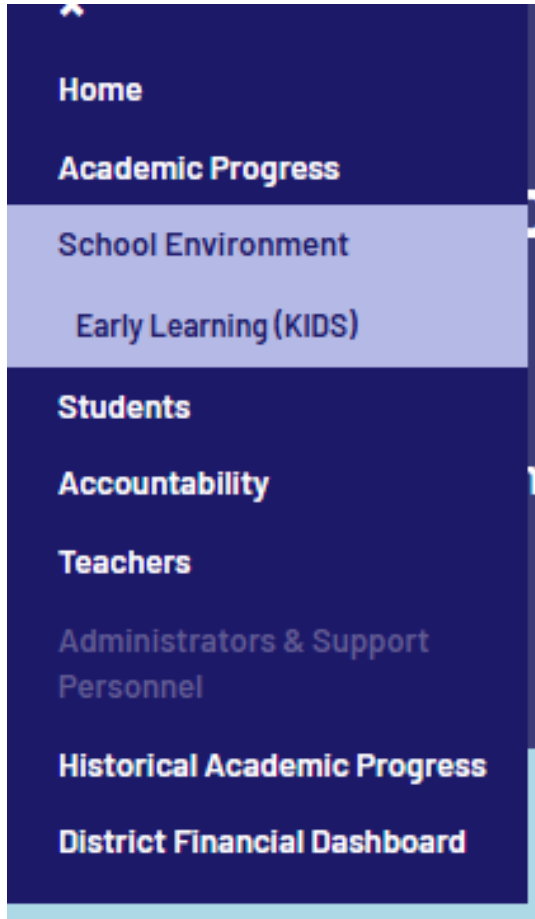 Home
Academic Progress
School Environment
Early Learning (KIDS)
Students
Accountability
Teachers
Administrators & Support
Personnel
Historical Academic Progress
District Financial Dashboard